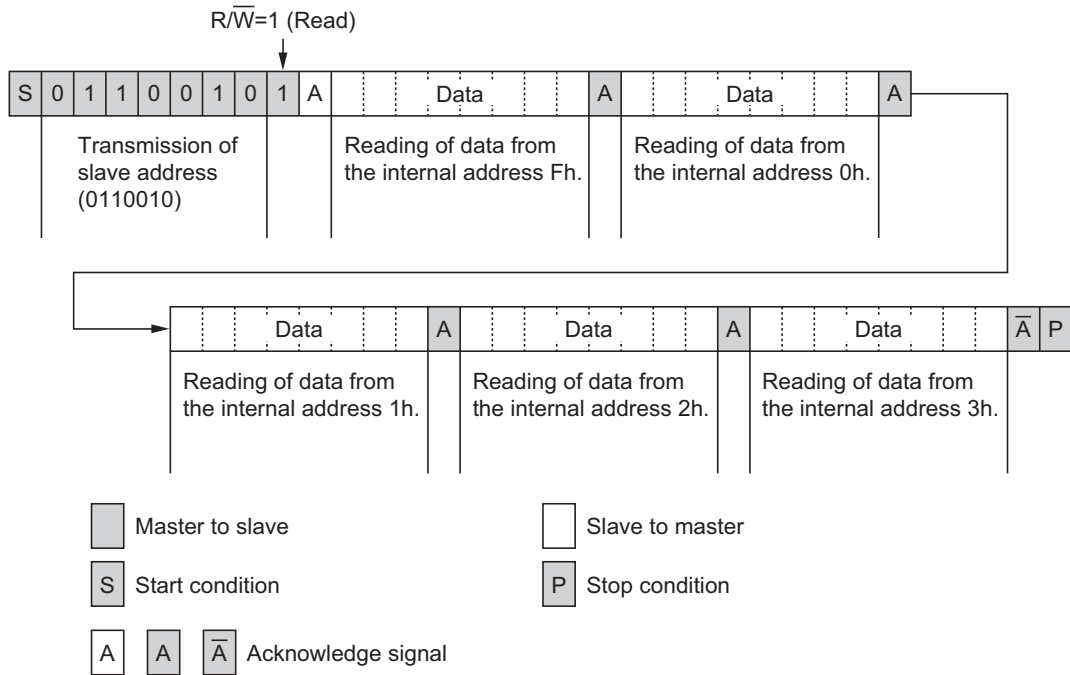 R/W̅=1 (Read)
S 0 1 1 0 0 1 0 1 A Data A Data A
Transmission of
slave address
(0110010)
Reading of data from
the internal address Fh.
Reading of data from
the internal address 0h.
Data A Data A Data A̅ P
Reading of data from
the internal address 1h.
Reading of data from
the internal address 2h.
Reading of data from
the internal address 3h.
Master to slave
Slave to master
S Start condition
P Stop condition
A A A̅ Acknowledge signal